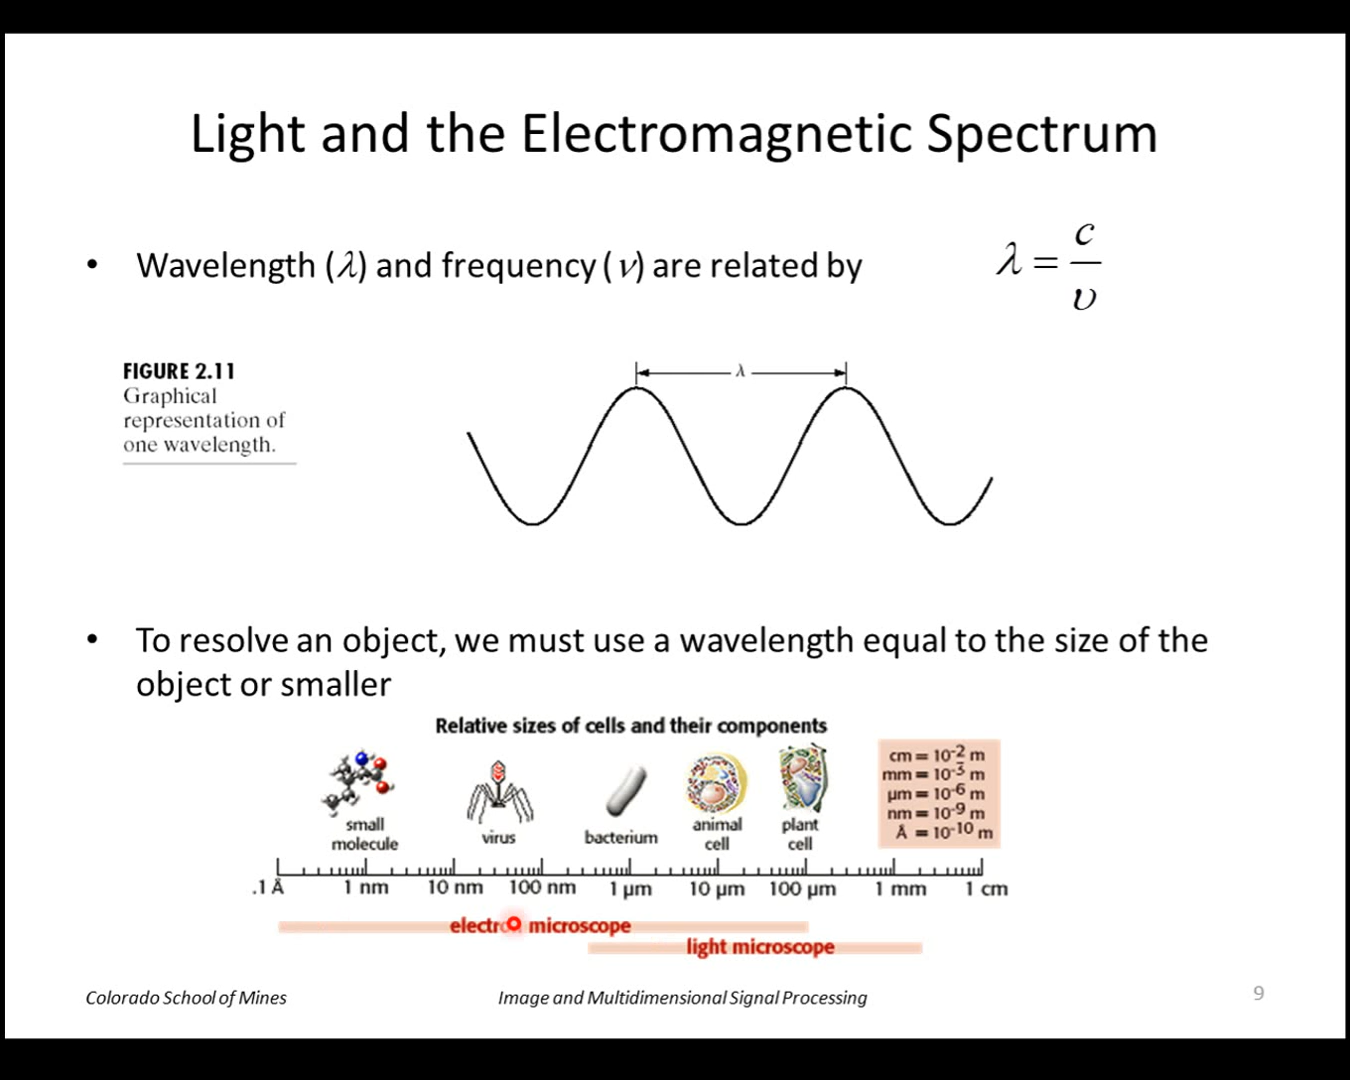 Light and the Electromagnetic Spectrum
• Wavelength (λ) and frequency (ν) are related by
λ = c/υ
FIGURE 2.11
Graphical
representation of
one wavelength.
λ
• To resolve an object, we must use a wavelength equal to the size of the
object or smaller
Relative sizes of cells and their components
small
molecule
virus
bacterium
animal
cell
plant
cell
cm = 10⁻² m
mm = 10⁻³ m
µm = 10⁻⁶ m
nm = 10⁻⁹ m
Å = 10⁻¹⁰ m
.1 Å 1 nm 10 nm 100 nm 1 µm 10 µm 100 µm 1 mm 1 cm
electron microscope
light microscope
Colorado School of Mines Image and Multidimensional Signal Processing 9